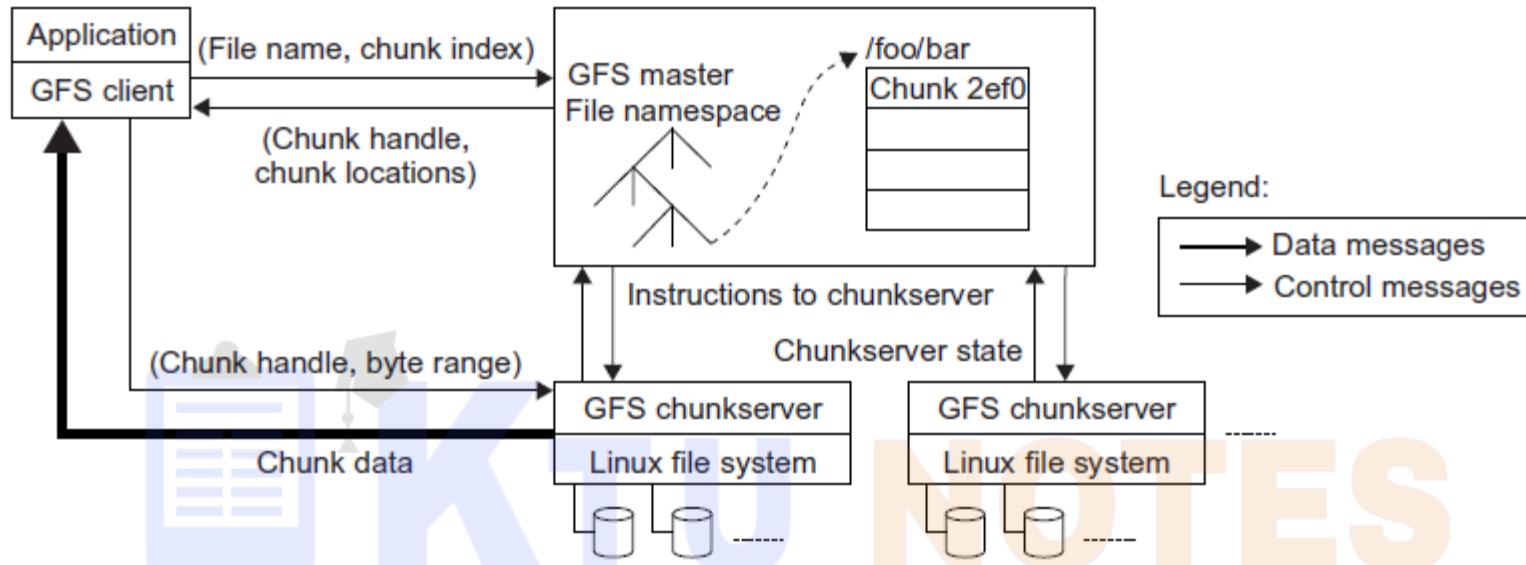 Application
GFS client
(File name, chunk index)
(Chunk handle,
chunk locations)
GFS master
File namespace
/foo/bar
Chunk 2ef0
Legend:
Data messages
Control messages
Instructions to chunkserver
Chunkserver state
(Chunk handle, byte range)
Chunk data
GFS chunkserver
Linux file system
GFS chunkserver
Linux file system
KTU NOTES